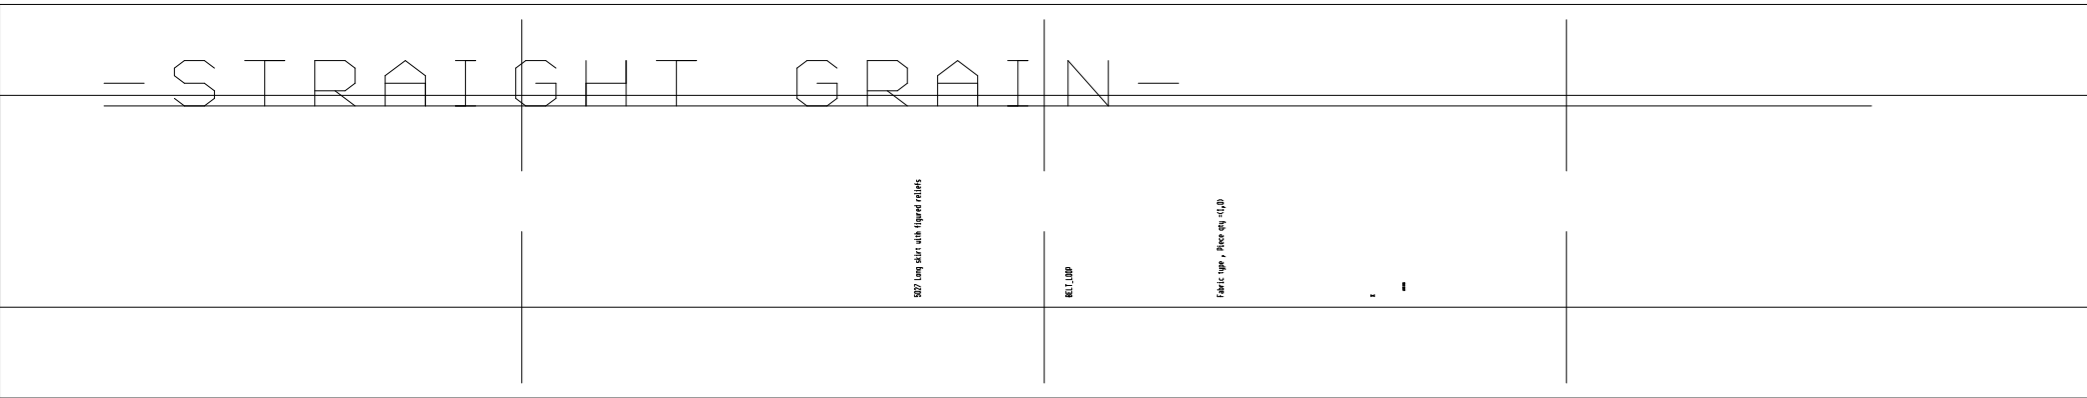 -STRAIGHT GRAIN-
5027 Long skirt with figured reliefs
BELT_LOOP
Fabric type , Piece qty =(1,0)